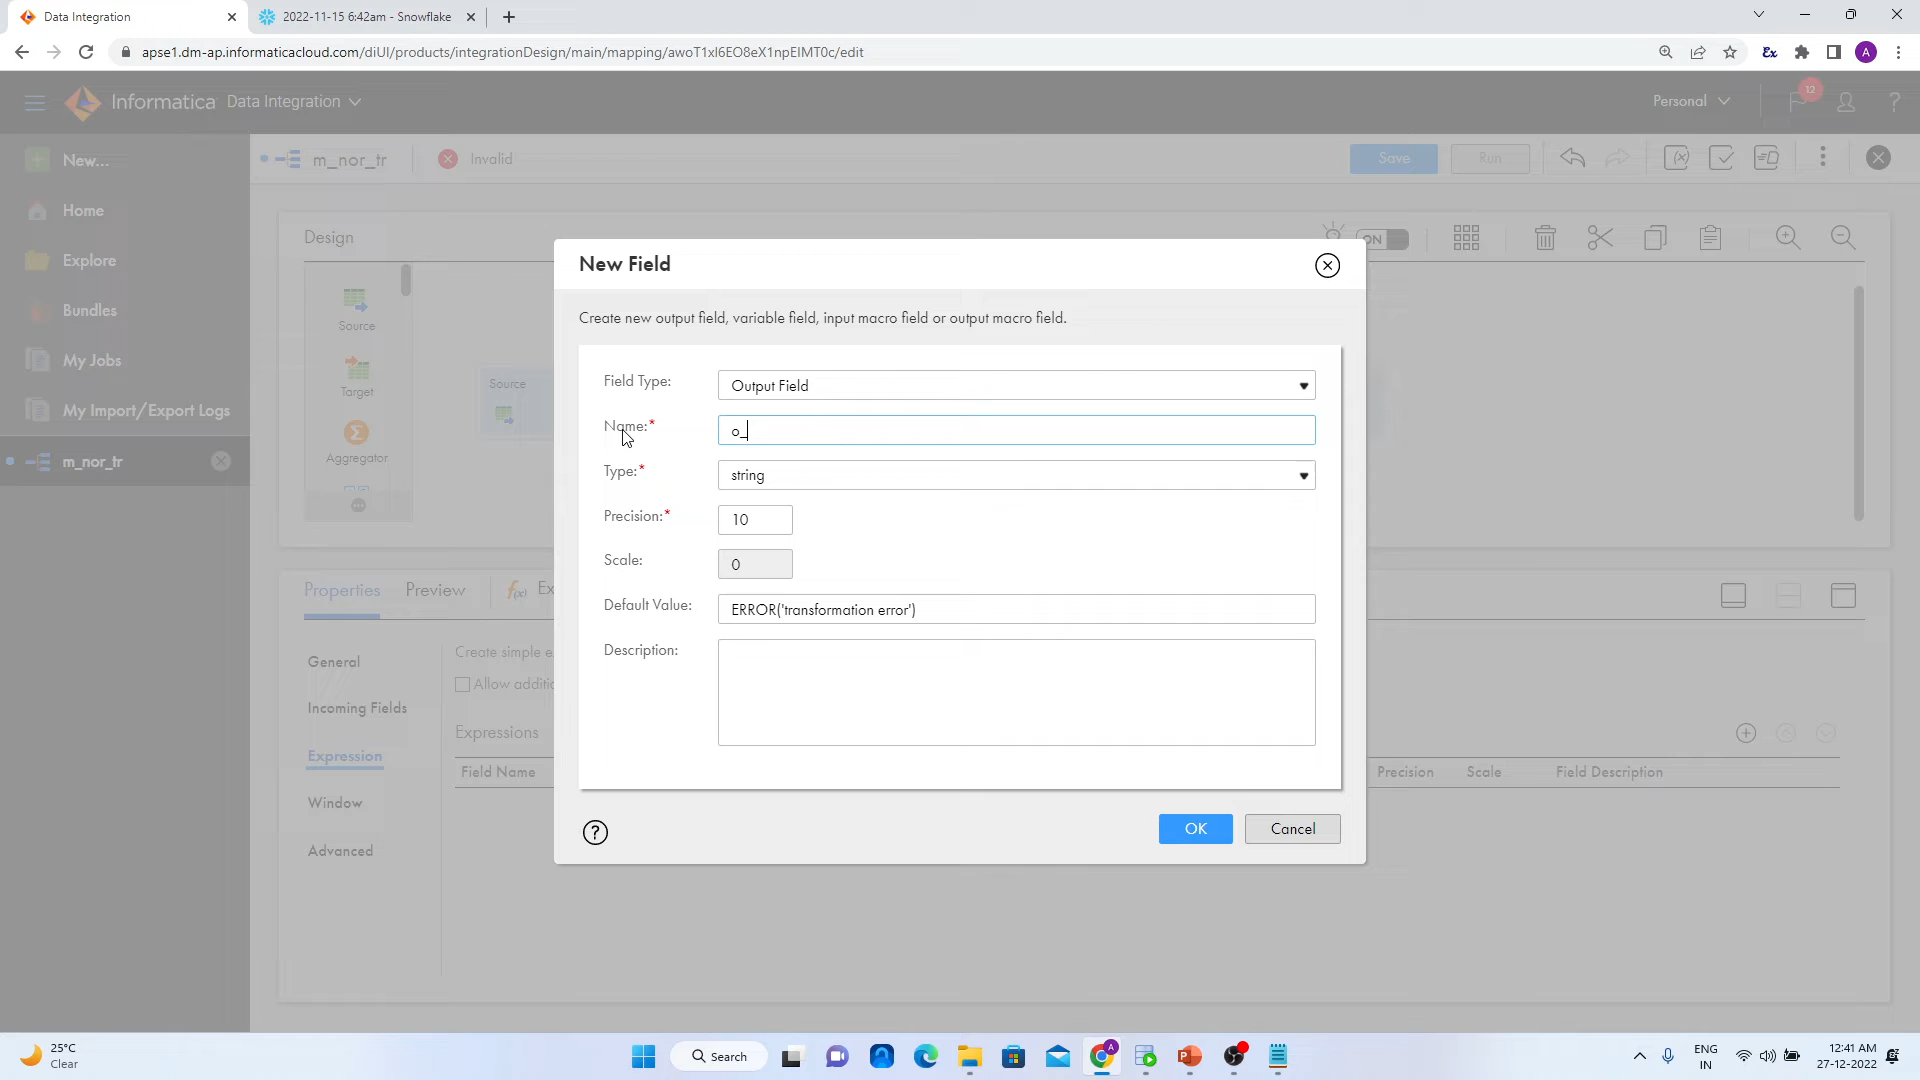 Data Integration
2022-11-15 6:42am - Snowflake
apse1.dm-ap.informaticacloud.com/diUI/products/integrationDesign/main/mapping/awoT1xl6EO8eX1npEIMT0c/edit
Ex
A
Informatica Data Integration
Personal
12
New...
m_nor_tr
Invalid
Save
Run
Home
Explore
Bundles
My Jobs
My Import/Export Logs
m_nor_tr
Design
ON
Source
Target
Aggregator
Source
New Field
Create new output field, variable field, input macro field or output macro field.
Field Type:
Output Field
Name:*
o_
Type:*
string
Precision:*
10
Scale:
0
Default Value:
ERROR('transformation error')
Description:
OK
Cancel
Properties
Preview
f(x) Ex
General
Incoming Fields
Expression
Window
Advanced
Create simple e
Allow additio
Expressions
Field Name
Precision
Scale
Field Description
25°C
Clear
Search
A
ENG
IN
12:41 AM
27-12-2022